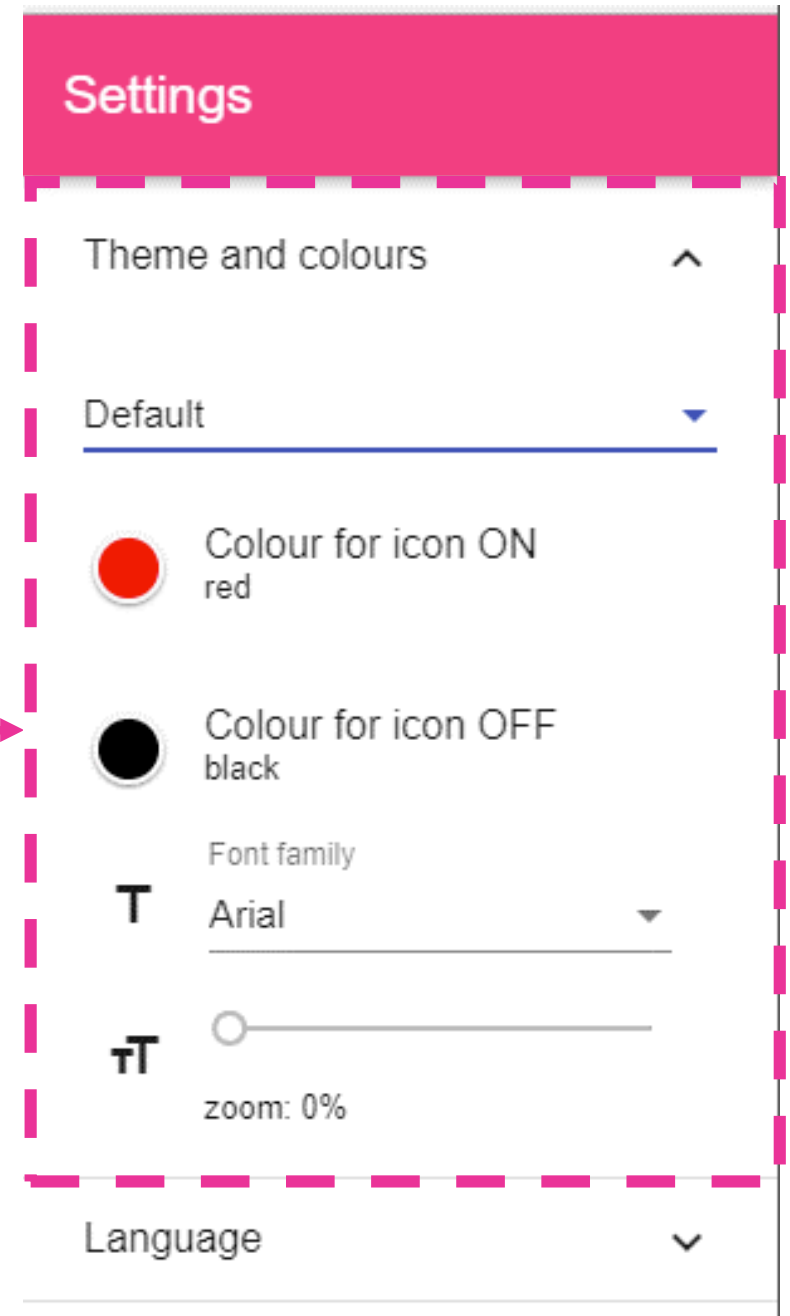 Settings
Theme and colours
Default
Colour for icon ON
red
Colour for icon OFF
black
Font family
T
Arial
TT
zoom: 0%
Language